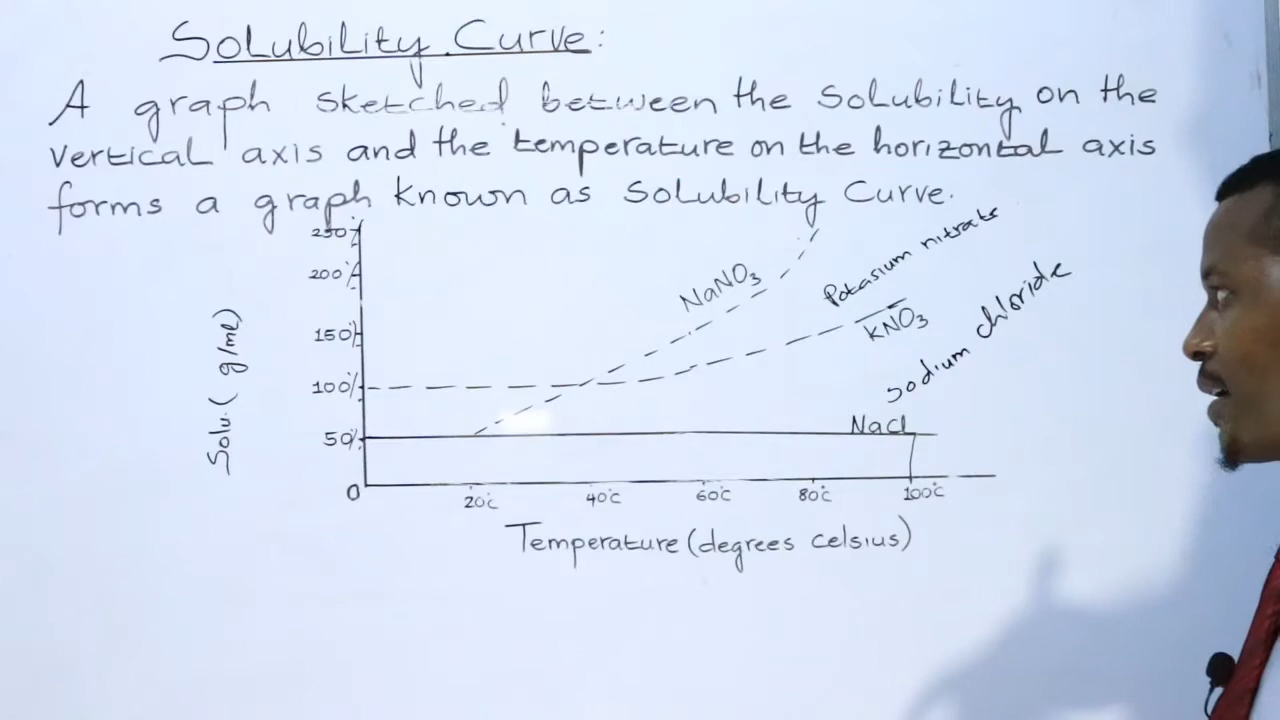 Solubility Curve:
A graph sketched between the solubility on the
vertical axis and the temperature on the horizontal axis
forms a graph known as solubility curve.
250%
200%
150%
100%
50%
0
Solu. ( g/ml)
NaNO3
Potasium nitrate
KNO3
sodium chloride
Nacl
20°c 40°c 60°c 80°c 100°c
Temperature (degrees celsius)